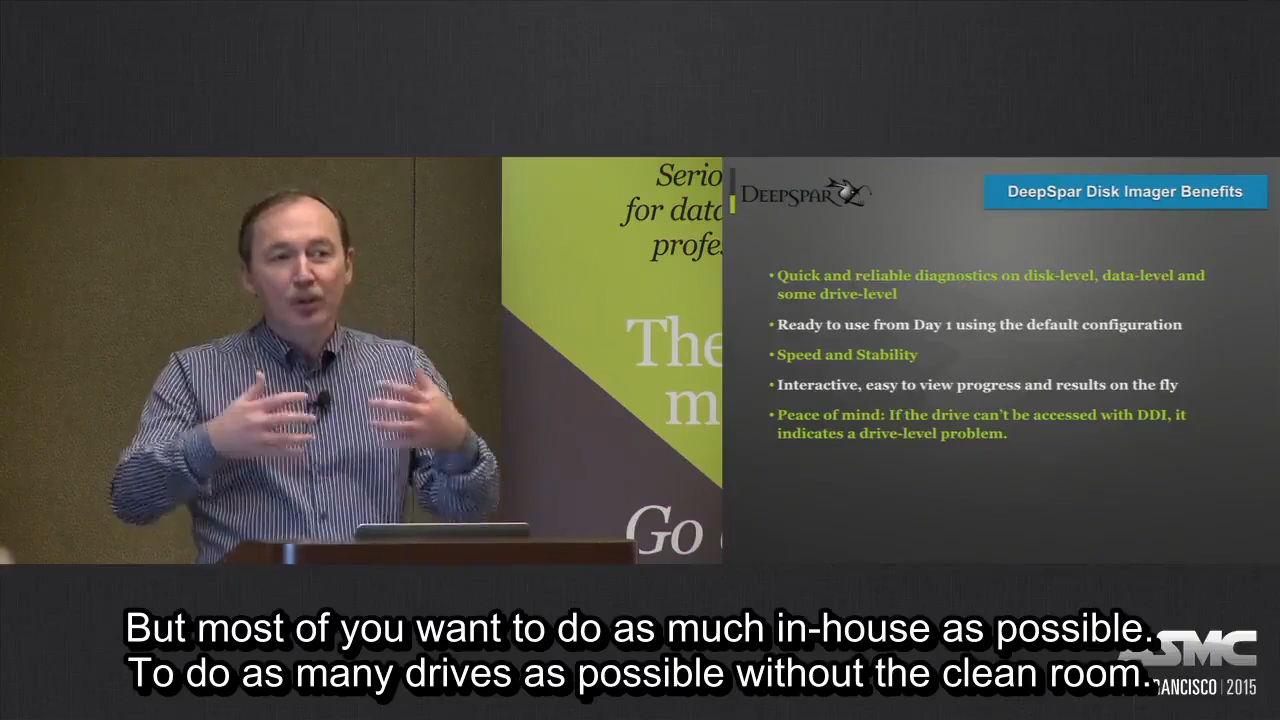 Serio
for data
profes
The
m
Go
DEEPSPAR
DeepSpar Disk Imager Benefits
• Quick and reliable diagnostics on disk-level, data-level and
some drive-level
• Ready to use from Day 1 using the default configuration
• Speed and Stability
• Interactive, easy to view progress and results on the fly
• Peace of mind: If the drive can't be accessed with DDI, it
indicates a drive-level problem.
But most of you want to do as much in-house as possible.
To do as many drives as possible without the clean room.
SMC
RANCISCO | 2015